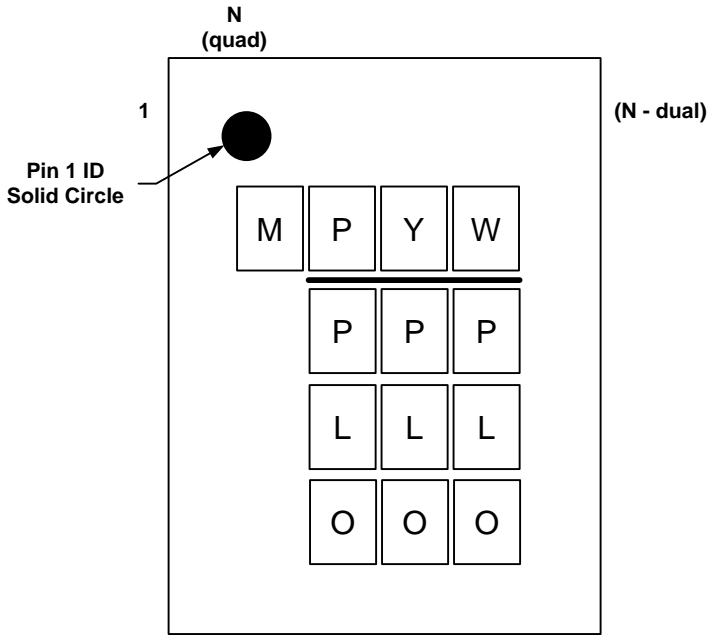 N
(quad)
1
(N - dual)
Pin 1 ID
Solid Circle
M P Y W
P P P
L L L
O O O